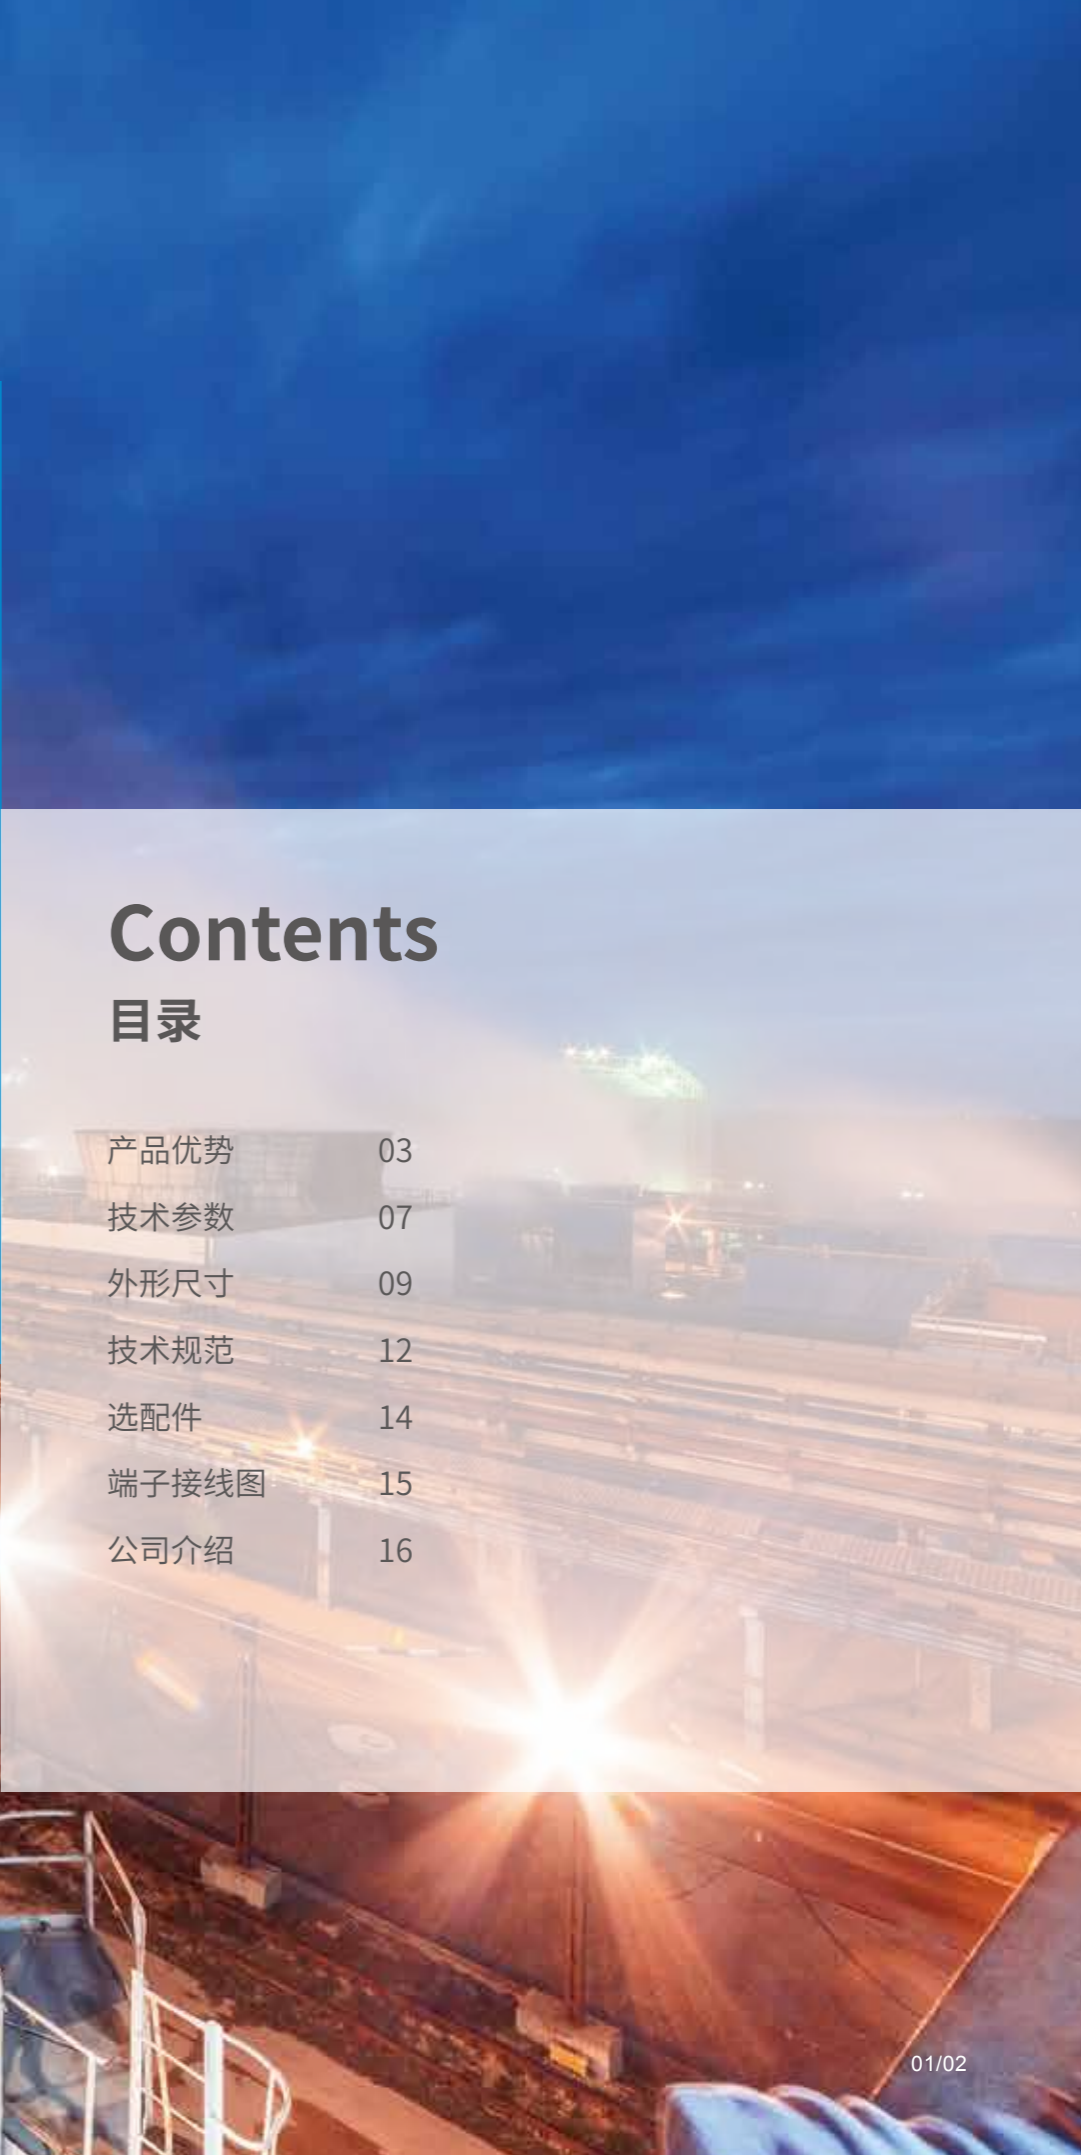 Contents
目录
产品优势 03
技术参数 07
外形尺寸 09
技术规范 12
选配件 14
端子接线图 15
公司介绍 16
01/02